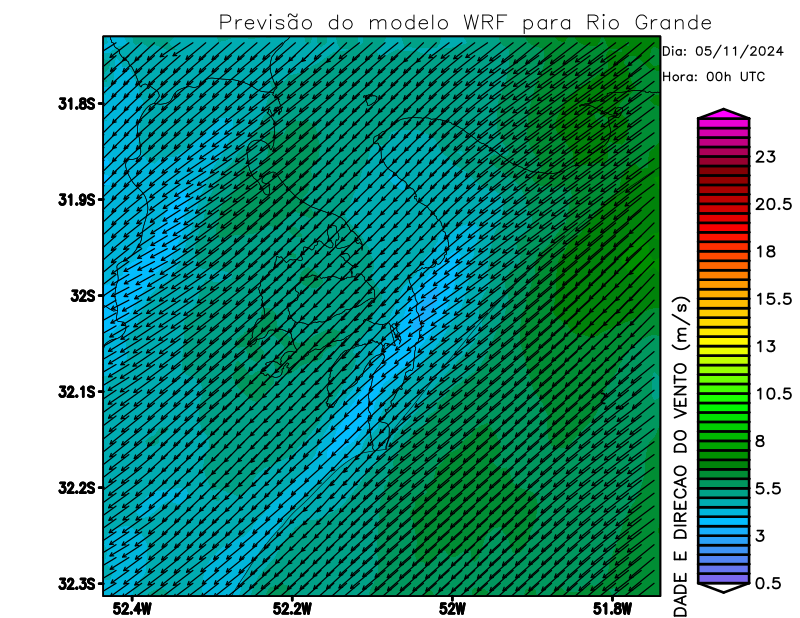 Previsão do modelo WRF para Rio Grande
Dia: 05/11/2024
Hora: 00h UTC
31.8S
31.9S
32S
32.1S
32.2S
32.3S
52.4W
52.2W
52W
51.8W
23
20.5
18
15.5
13
10.5
8
5.5
3
0.5
DADE E DIRECAO DO VENTO (m/s)